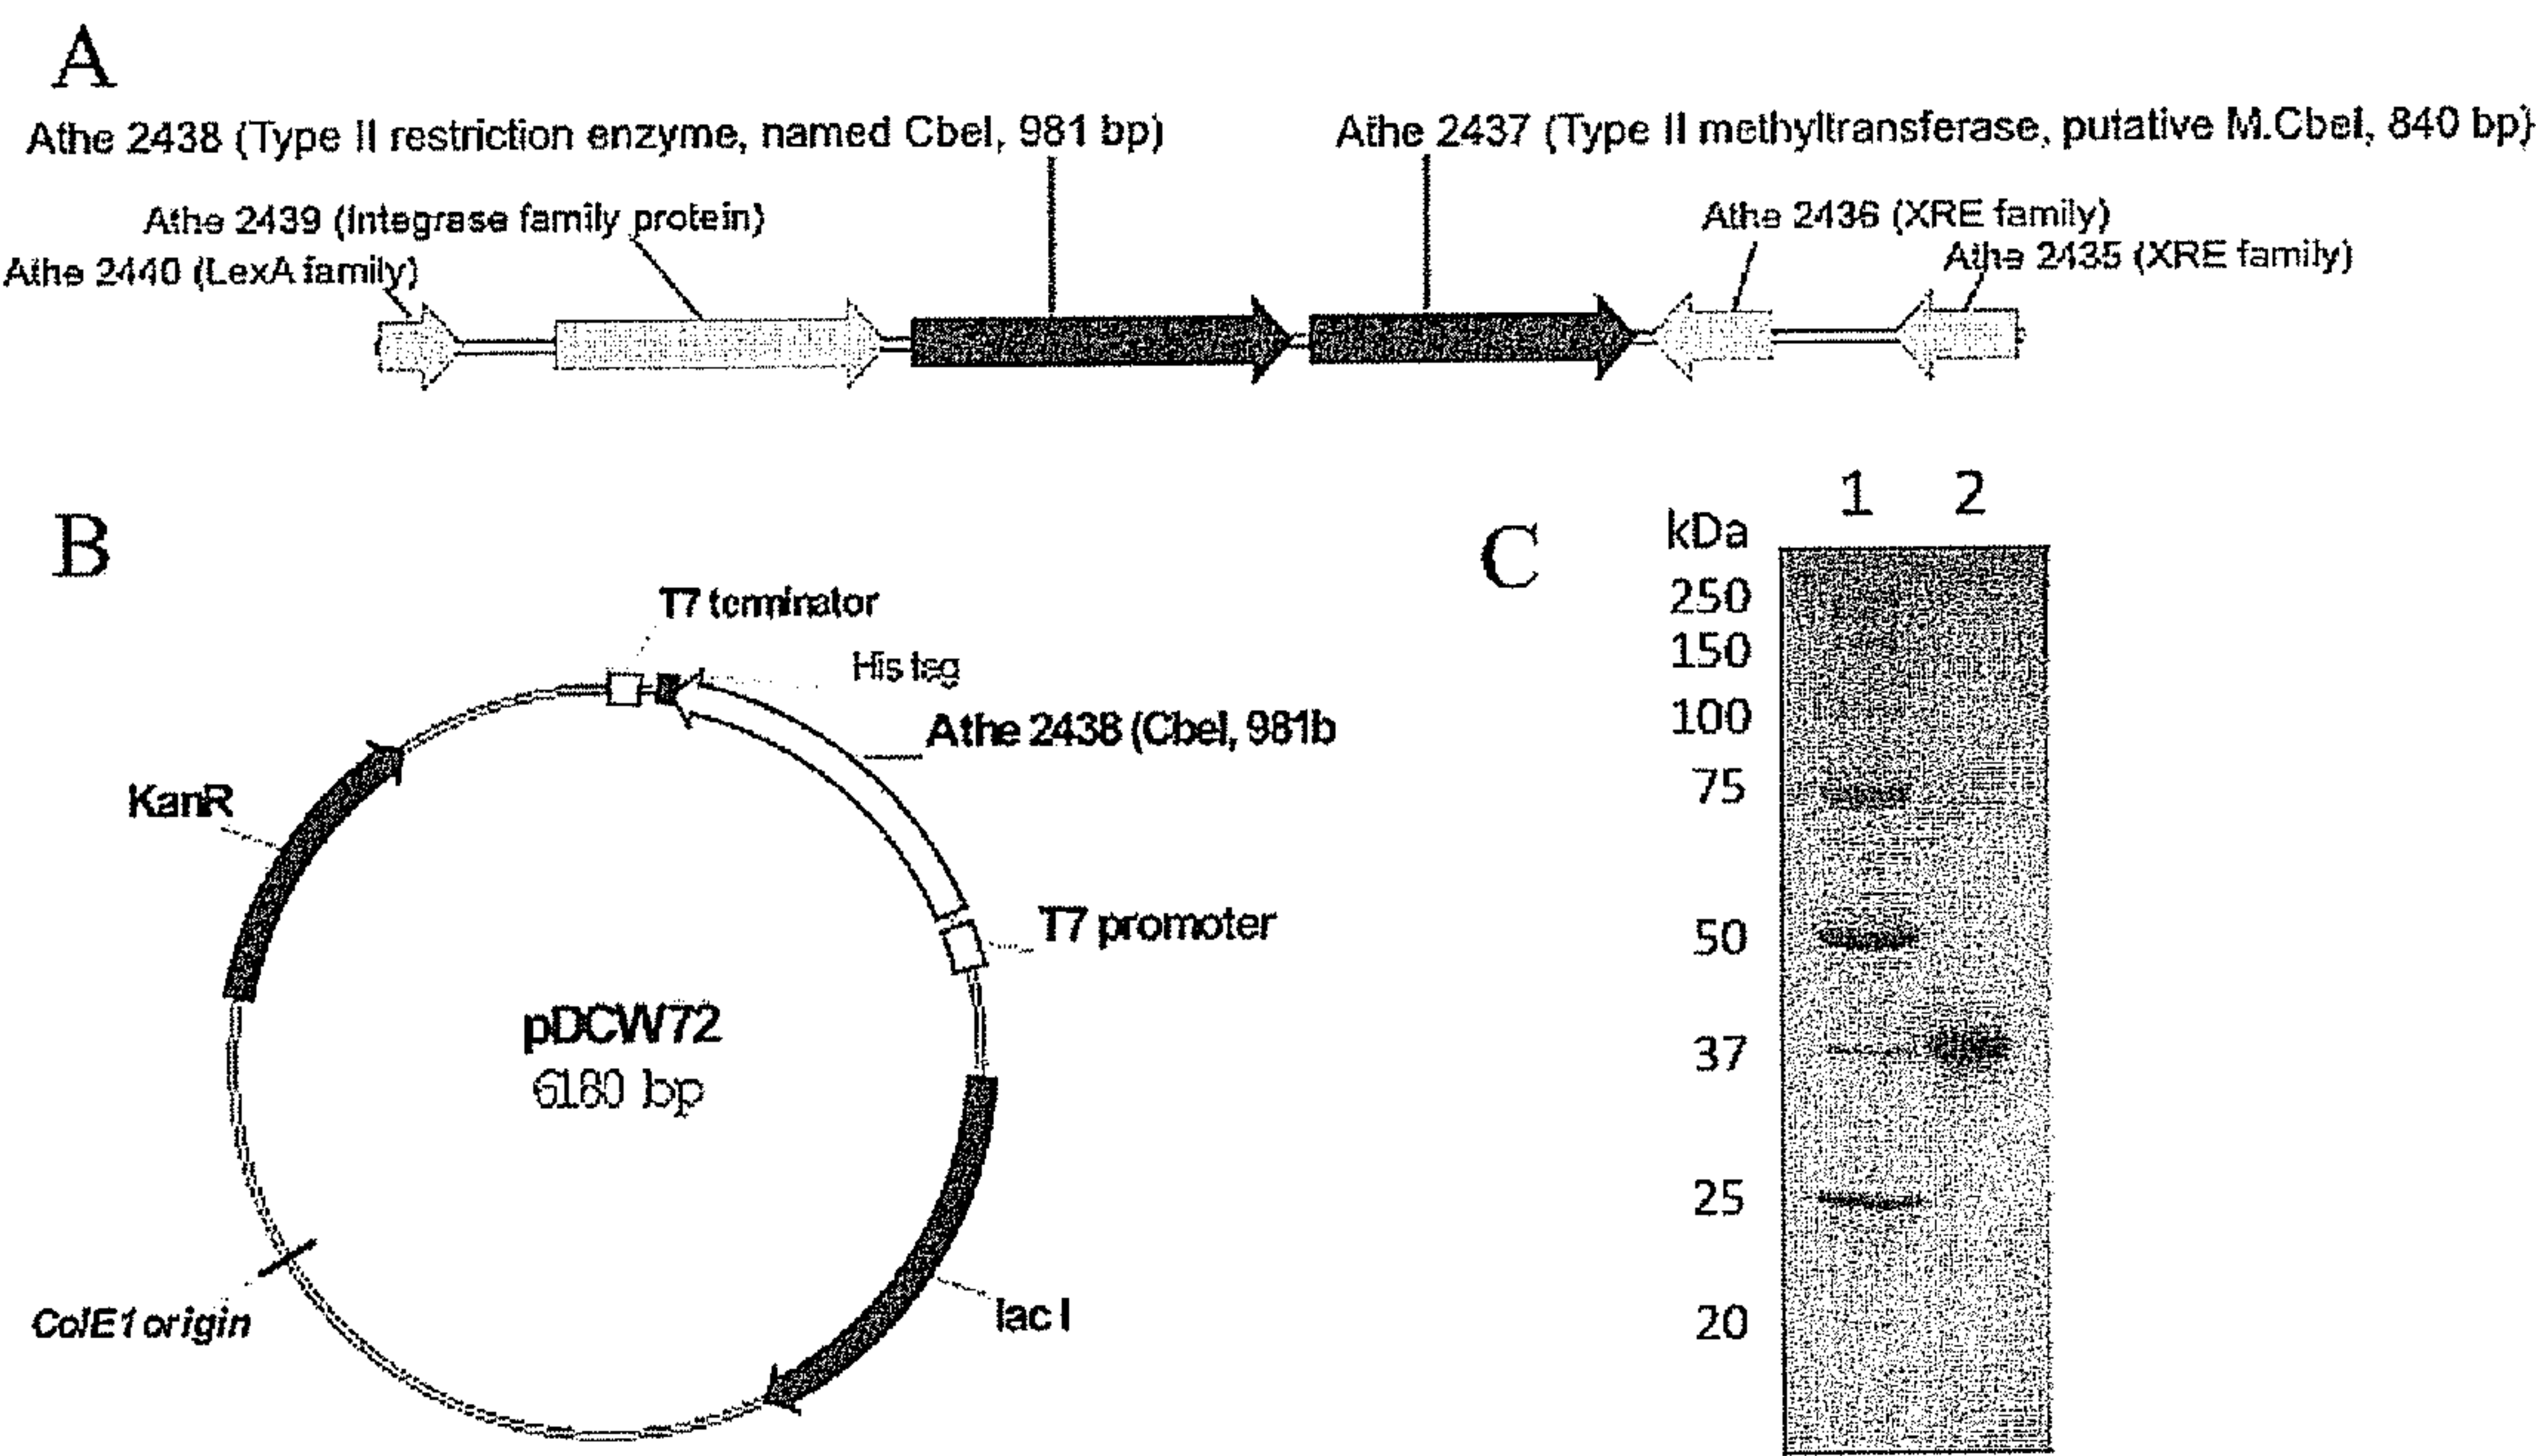 A
Athe 2438 (Type II restriction enzyme, named CbeI, 981 bp)
Athe 2437 (Type II methyltransferase, putative M.CbeI, 840 bp)
Athe 2439 (Integrase family protein)
Athe 2436 (XRE family)
Athe 2440 (LexA family)
Athe 2435 (XRE family)
B
T7 terminator
His tag
Athe 2438 (CbeI, 981b
KanR
T7 promoter
pDCW72
6180 bp
ColE1 origin
lac I
C
1 2
kDa
250
150
100
75
50
37
25
20